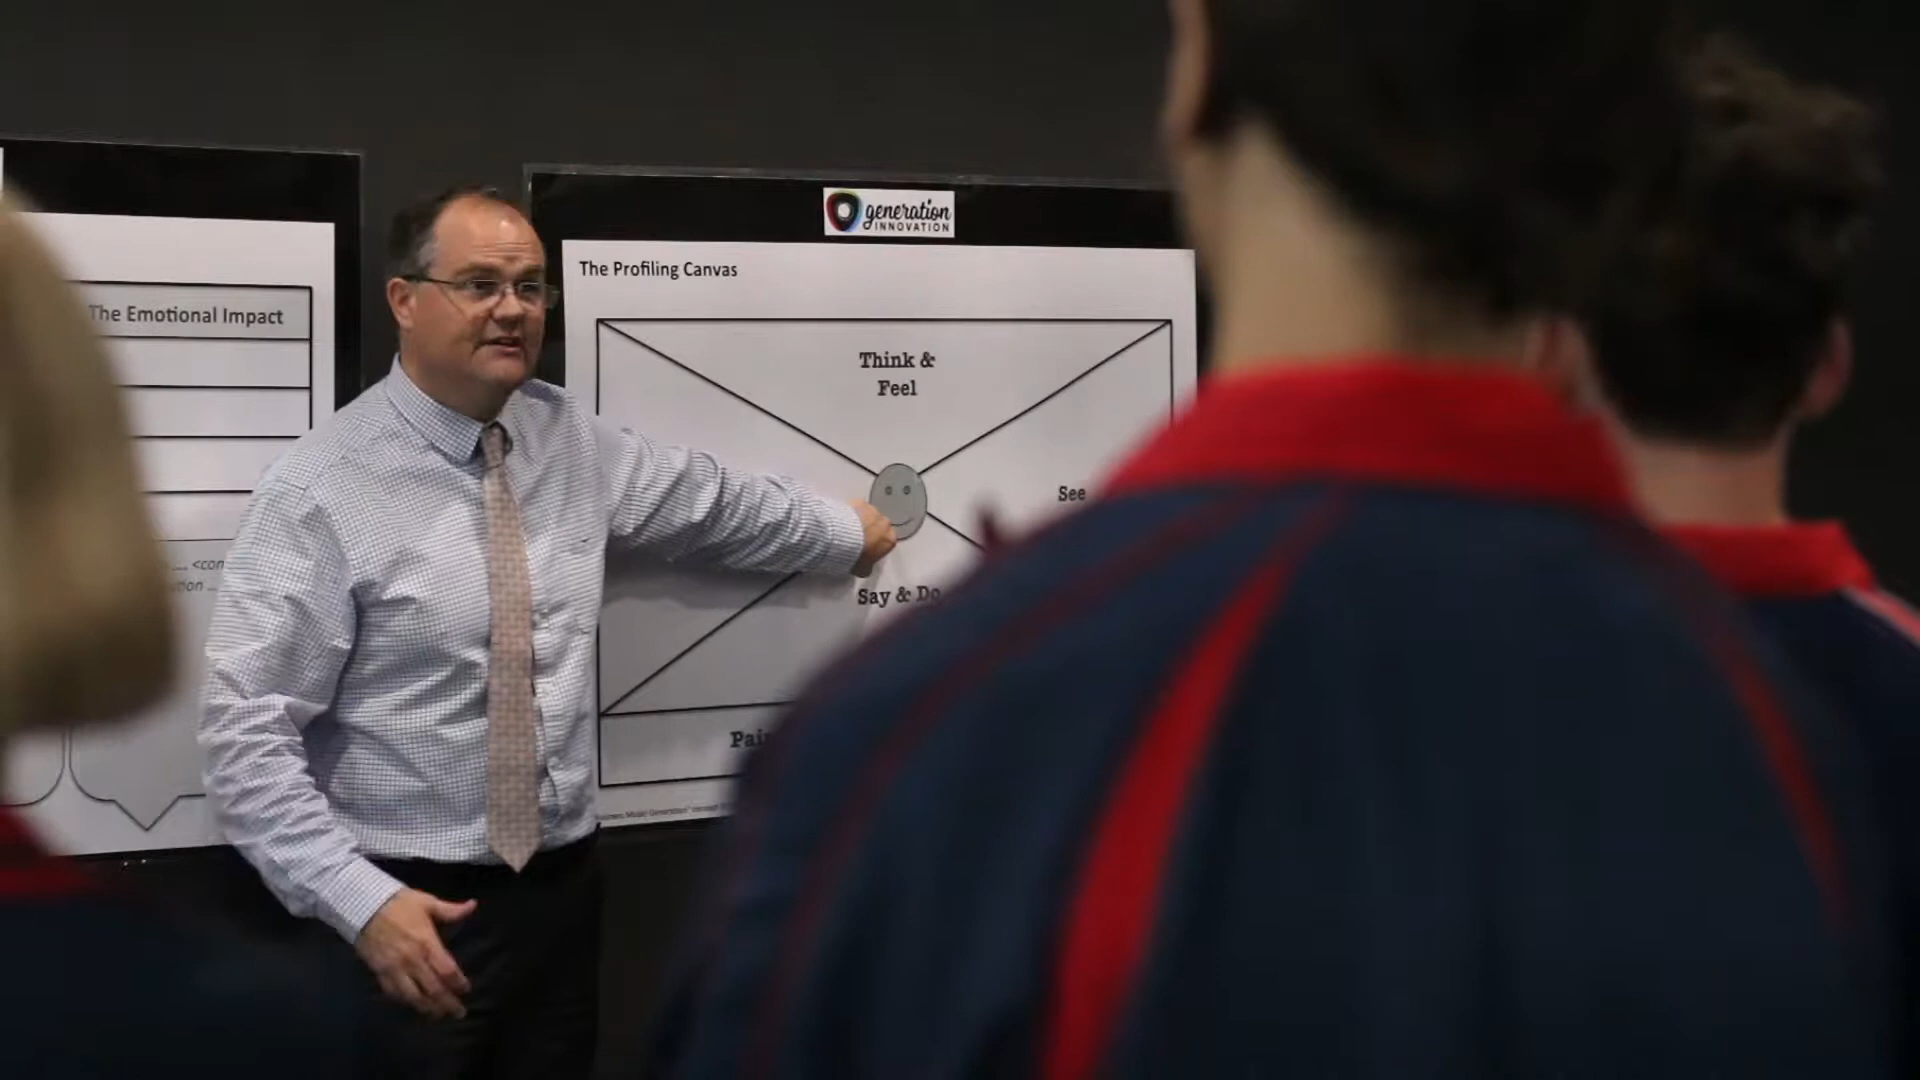 The Emotional Impact
generation
INNOVATION
The Profiling Canvas
Think &
Feel
See
Say & Do